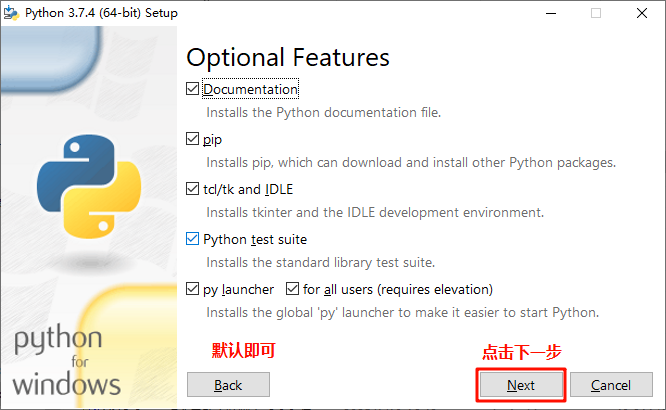 Python 3.7.4 (64-bit) Setup
Optional Features
Documentation
Installs the Python documentation file.
pip
Installs pip, which can download and install other Python packages.
tcl/tk and IDLE
Installs tkinter and the IDLE development environment.
Python test suite
Installs the standard library test suite.
py launcher for all users (requires elevation)
Installs the global 'py' launcher to make it easier to start Python.
python
for
windows
默认即可 点击下一步
Back Next Cancel